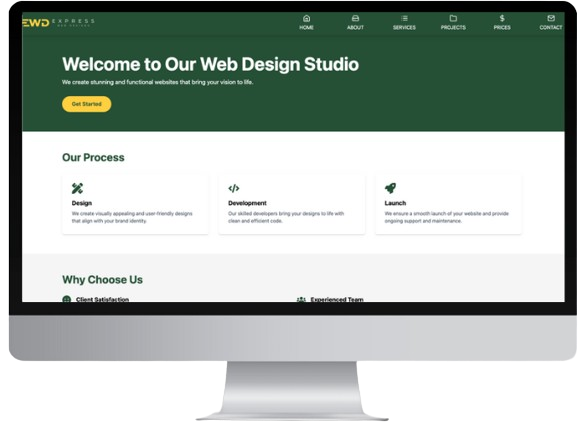 EWD EXPRESS
WEB DESIGNS
HOME
ABOUT
SERVICES
PROJECTS
PRICES
CONTACT
Welcome to Our Web Design Studio
We create stunning and functional websites that bring your vision to life.
Get Started
Our Process
Design
We create visually appealing and user-friendly designs
that align with your brand identity.
Development
Our skilled developers bring your designs to life with
clean and efficient code.
Launch
We ensure a smooth launch of your website and provide
ongoing support and maintenance.
Why Choose Us
Client Satisfaction
Experienced Team